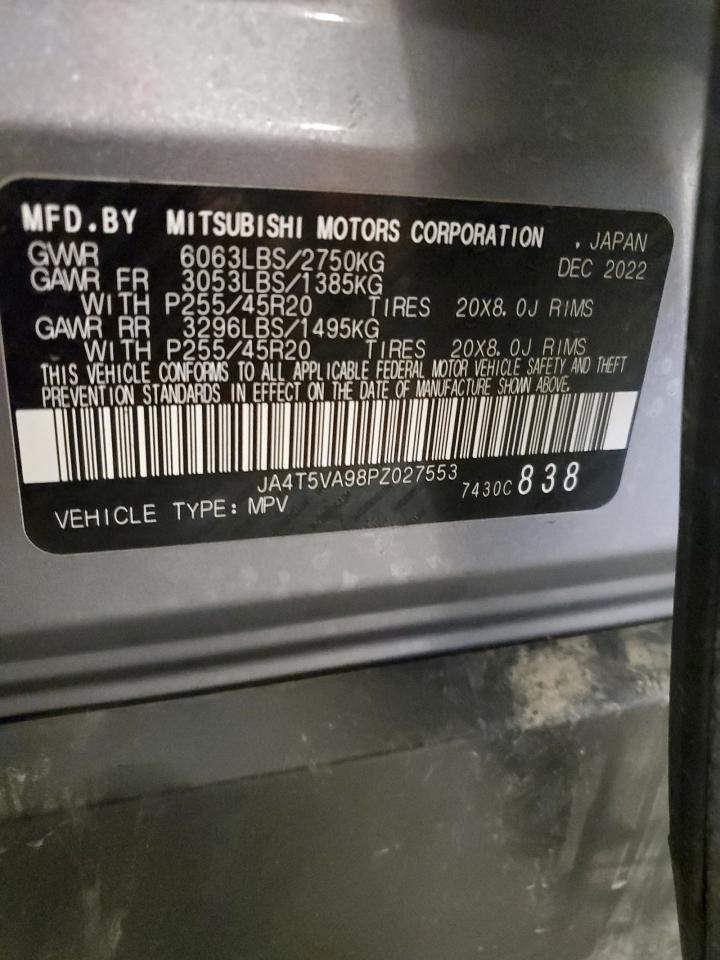 MFD.BY MITSUBISHI MOTORS CORPORATION . JAPAN
GVWR 6063LBS/2750KG DEC 2022
GAWR FR 3053LBS/1385KG
WITH P255/45R20 TIRES 20X8.0J RIMS
GAWR RR 3296LBS/1495KG
WITH P255/45R20 TIRES 20X8.0J RIMS
THIS VEHICLE CONFORMS TO ALL APPLICABLE FEDERAL MOTOR VEHICLE SAFETY AND THEFT
PREVENTION STANDARDS IN EFFECT ON THE DATE OF MANUFACTURE SHOWN ABOVE.
JA4T5VA98PZ027553
VEHICLE TYPE: MPV 7430C 838